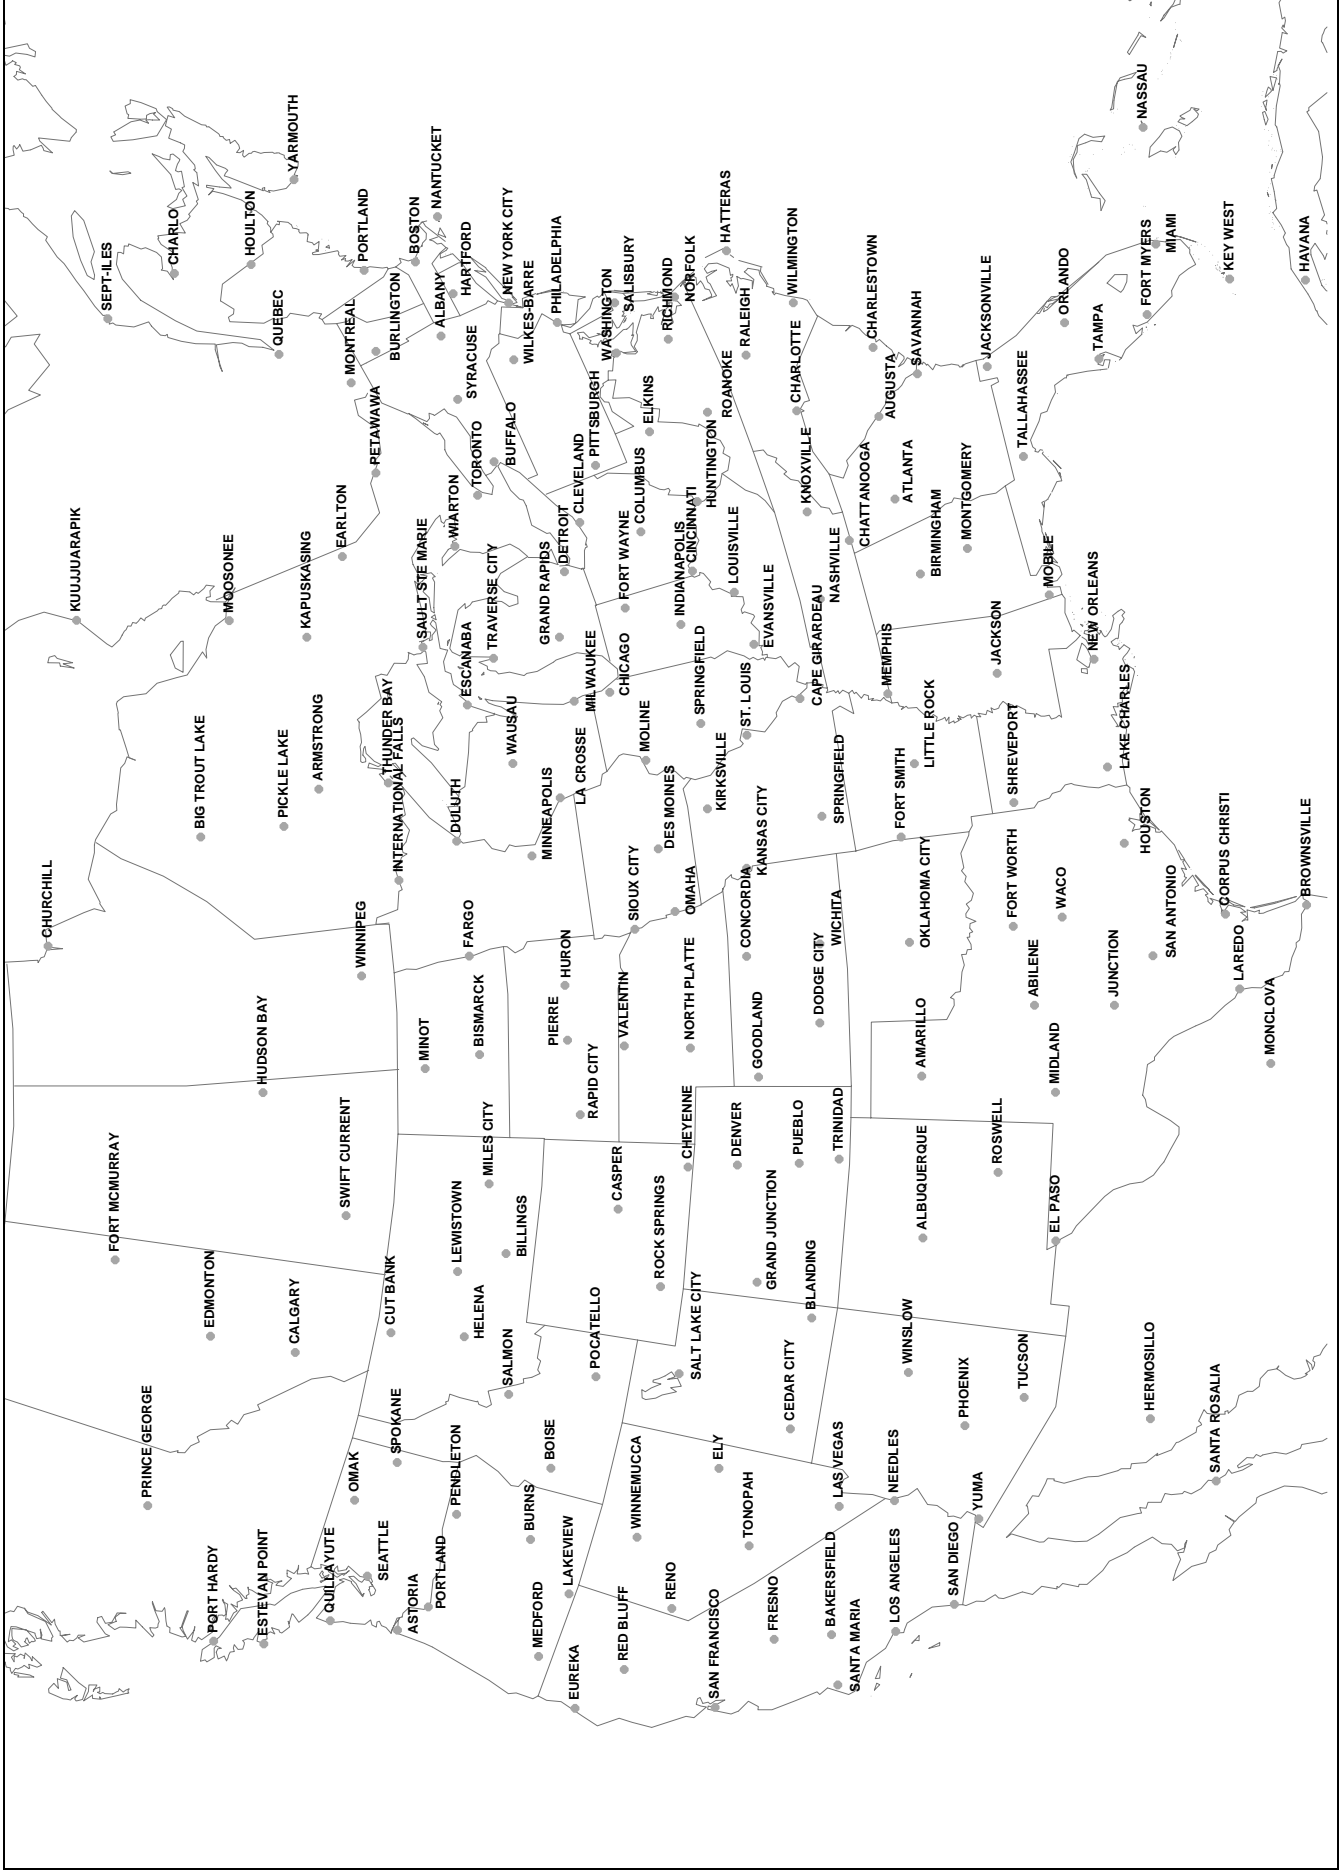 PORT HARDY
ESTEVAN POINT
QUILLAYUTE
SEATTLE
ASTORIA
PORTLAND
MEDFORD
EUREKA
RED BLUFF
LAKEVIEW
RENO
SAN FRANCISCO
FRESNO
BAKERSFIELD
SANTA MARIA
LOS ANGELES
SAN DIEGO
PRINCE GEORGE
OMAK
SPOKANE
PENDLETON
BURNS
BOISE
WINNEMUCCA
ELY
TONOPAH
LAS VEGAS
NEEDLES
YUMA
SANTA ROSALIA
HERMOSILLO
EDMONTON
CALGARY
CUT BANK
HELENA
SALMON
POCATELLO
SALT LAKE CITY
CEDAR CITY
BLANDING
WINSLOW
PHOENIX
TUCSON
FORT MCMURRAY
SWIFT CURRENT
LEWISTOWN
MILES CITY
BILLINGS
CASPER
ROCK SPRINGS
CHEYENNE
DENVER
GRAND JUNCTION
PUEBLO
TRINIDAD
ALBUQUERQUE
ROSWELL
EL PASO
HUDSON BAY
MINOT
BISMARCK
PIERRE
HURON
RAPID CITY
VALENTIN
NORTH PLATTE
GOODLAND
DODGE CITY
AMARILLO
ABILENE
MIDLAND
JUNCTION
MONCLOVA
LAREDO
CHURCHILL
WINNIPEG
FARGO
SIOUX CITY
OMAHA
CONCORDIA
WICHITA
OKLAHOMA CITY
FORT WORTH
WACO
SAN ANTONIO
CORPUS CHRISTI
BROWNSVILLE
BIG TROUT LAKE
PICKLE LAKE
ARMSTRONG
THUNDER BAY
INTERNATIONAL FALLS
DULUTH
MINNEAPOLIS
LA CROSSE
WAUSAU
DES MOINES
MOLINE
KIRKSVILLE
KANSAS CITY
ST. LOUIS
SPRINGFIELD
SPRINGFIELD
FORT SMITH
LITTLE ROCK
SHREVEPORT
HOUSTON
LAKE CHARLES
KUUJJUARAPIK
MOOSONEE
KAPUSKASING
EARLTON
SAULT STE MARIE
ESCANABA
TRAVERSE CITY
WIARTON
GRAND RAPIDS
DETROIT
MILWAUKEE
CHICAGO
FORT WAYNE
INDIANAPOLIS
CINCINNATI
LOUISVILLE
EVANSVILLE
CAPE GIRARDEAU
NASHVILLE
MEMPHIS
JACKSON
BIRMINGHAM
MONTGOMERY
MOBILE
NEW ORLEANS
PETAWAWA
TORONTO
BUFFALO
CLEVELAND
PITTSBURGH
COLUMBUS
ELKINS
HUNTINGTON
ROANOKE
KNOXVILLE
CHATTANOOGA
ATLANTA
AUGUSTA
CHARLOTTE
TALLAHASSEE
SEPT-ILES
CHARLO
HOULTON
QUEBEC
MONTREAL
BURLINGTON
ALBANY
SYRACUSE
PORTLAND
BOSTON
NANTUCKET
HARTFORD
NEW YORK CITY
WILKES-BARRE
PHILADELPHIA
WASHINGTON
SALISBURY
RICHMOND
NORFOLK
HATTERAS
RALEIGH
WILMINGTON
CHARLESTOWN
SAVANNAH
JACKSONVILLE
ORLANDO
TAMPA
FORT MYERS
MIAMI
KEY WEST
HAVANA
NASSAU
YARMOUTH